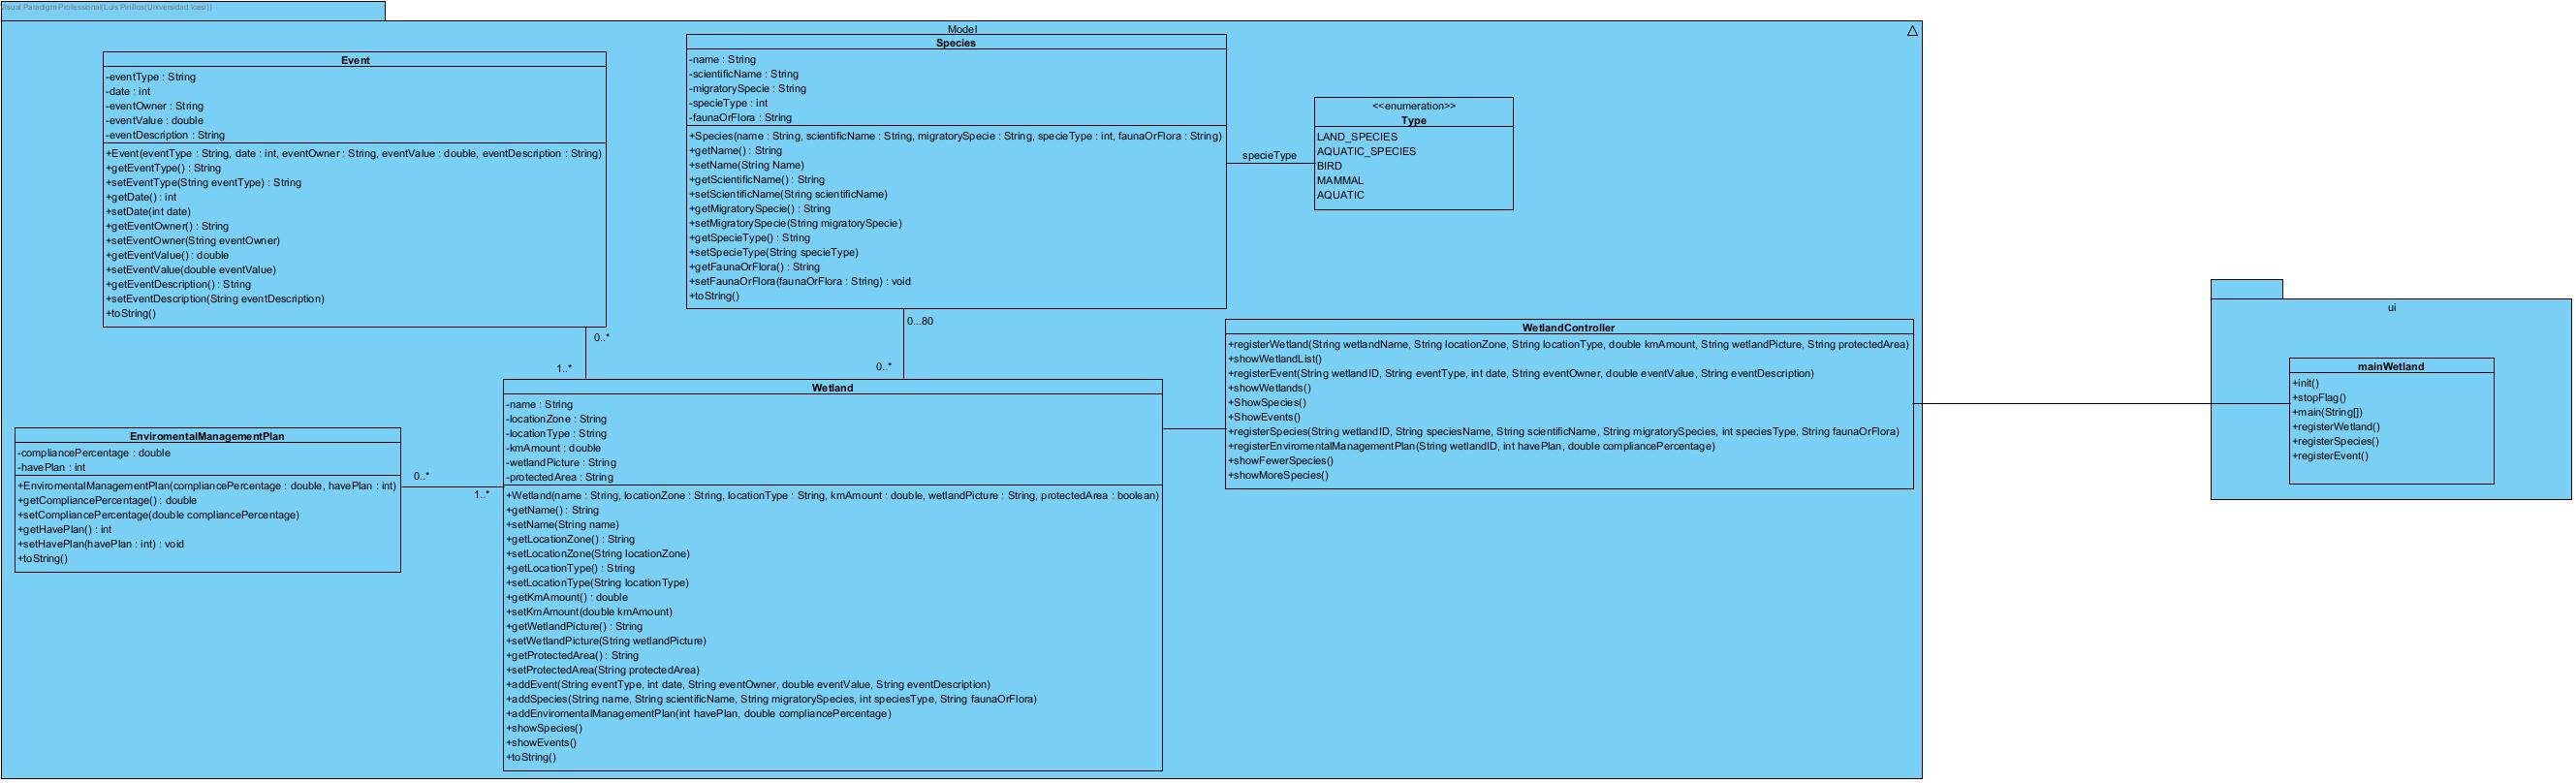 Visual Paradigm Professional(Luis Pinillos(Universidad Icesi))
Model
Event
-eventType : String
-date : int
-eventOwner : String
-eventValue : double
-eventDescription : String
+Event(eventType : String, date : int, eventOwner : String, eventValue : double, eventDescription : String)
+getEventType() : String
+setEventType(String eventType) : String
+getDate() : int
+setDate(int date)
+getEventOwner() : String
+setEventOwner(String eventOwner)
+getEventValue() : double
+setEventValue(double eventValue)
+getEventDescription() : String
+setEventDescription(String eventDescription)
+toString()
Species
-name : String
-scientificName : String
-migratorySpecie : String
-specieType : int
-faunaOrFlora : String
+Species(name : String, scientificName : String, migratorySpecie : String, specieType : int, faunaOrFlora : String)
+getName() : String
+setName(String Name)
+getScientificName() : String
+setScientificName(String scientificName)
+getMigratorySpecie() : String
+setMigratorySpecie(String migratorySpecie)
+getSpecieType() : String
+setSpecieType(String specieType)
+getFaunaOrFlora() : String
+setFaunaOrFlora(faunaOrFlora : String) : void
+toString()
specieType
<<enumeration>>
Type
LAND_SPECIES
AQUATIC_SPECIES
BIRD
MAMMAL
AQUATIC
0..*
1..*
0...80
0..*
EnviromentalManagementPlan
-compliancePercentage : double
-havePlan : int
+EnviromentalManagementPlan(compliancePercentage : double, havePlan : int)
+getCompliancePercentage() : double
+setCompliancePercentage(double compliancePercentage)
+getHavePlan() : int
+setHavePlan(havePlan : int) : void
+toString()
0..*
1..*
Wetland
-name : String
-locationZone : String
-locationType : String
-kmAmount : double
-wetlandPicture : String
-protectedArea : String
+Wetland(name : String, locationZone : String, locationType : String, kmAmount : double, wetlandPicture : String, protectedArea : boolean)
+getName() : String
+setName(String name)
+getLocationZone() : String
+setLocationZone(String locationZone)
+getLocationType() : String
+setLocationType(String locationType)
+getKmAmount() : double
+setKmAmount(double kmAmount)
+getWetlandPicture() : String
+setWetlandPicture(String wetlandPicture)
+getProtectedArea() : String
+setProtectedArea(String protectedArea)
+addEvent(String eventType, int date, String eventOwner, double eventValue, String eventDescription)
+addSpecies(String name, String scientificName, String migratorySpecies, int speciesType, String faunaOrFlora)
+addEnviromentalManagementPlan(int havePlan, double compliancePercentage)
+showSpecies()
+showEvents()
+toString()
WetlandController
+registerWetland(String wetlandName, String locationZone, String locationType, double kmAmount, String wetlandPicture, String protectedArea)
+showWetlandList()
+registerEvent(String wetlandID, String eventType, int date, String eventOwner, double eventValue, String eventDescription)
+showWetlands()
+ShowSpecies()
+ShowEvents()
+registerSpecies(String wetlandID, String speciesName, String scientificName, String migratorySpecies, int speciesType, String faunaOrFlora)
+registerEnviromentalManagementPlan(String wetlandID, int havePlan, double compliancePercentage)
+showFewerSpecies()
+showMoreSpecies()
ui
mainWetland
+init()
+stopFlag()
+main(String[])
+registerWetland()
+registerSpecies()
+registerEvent()